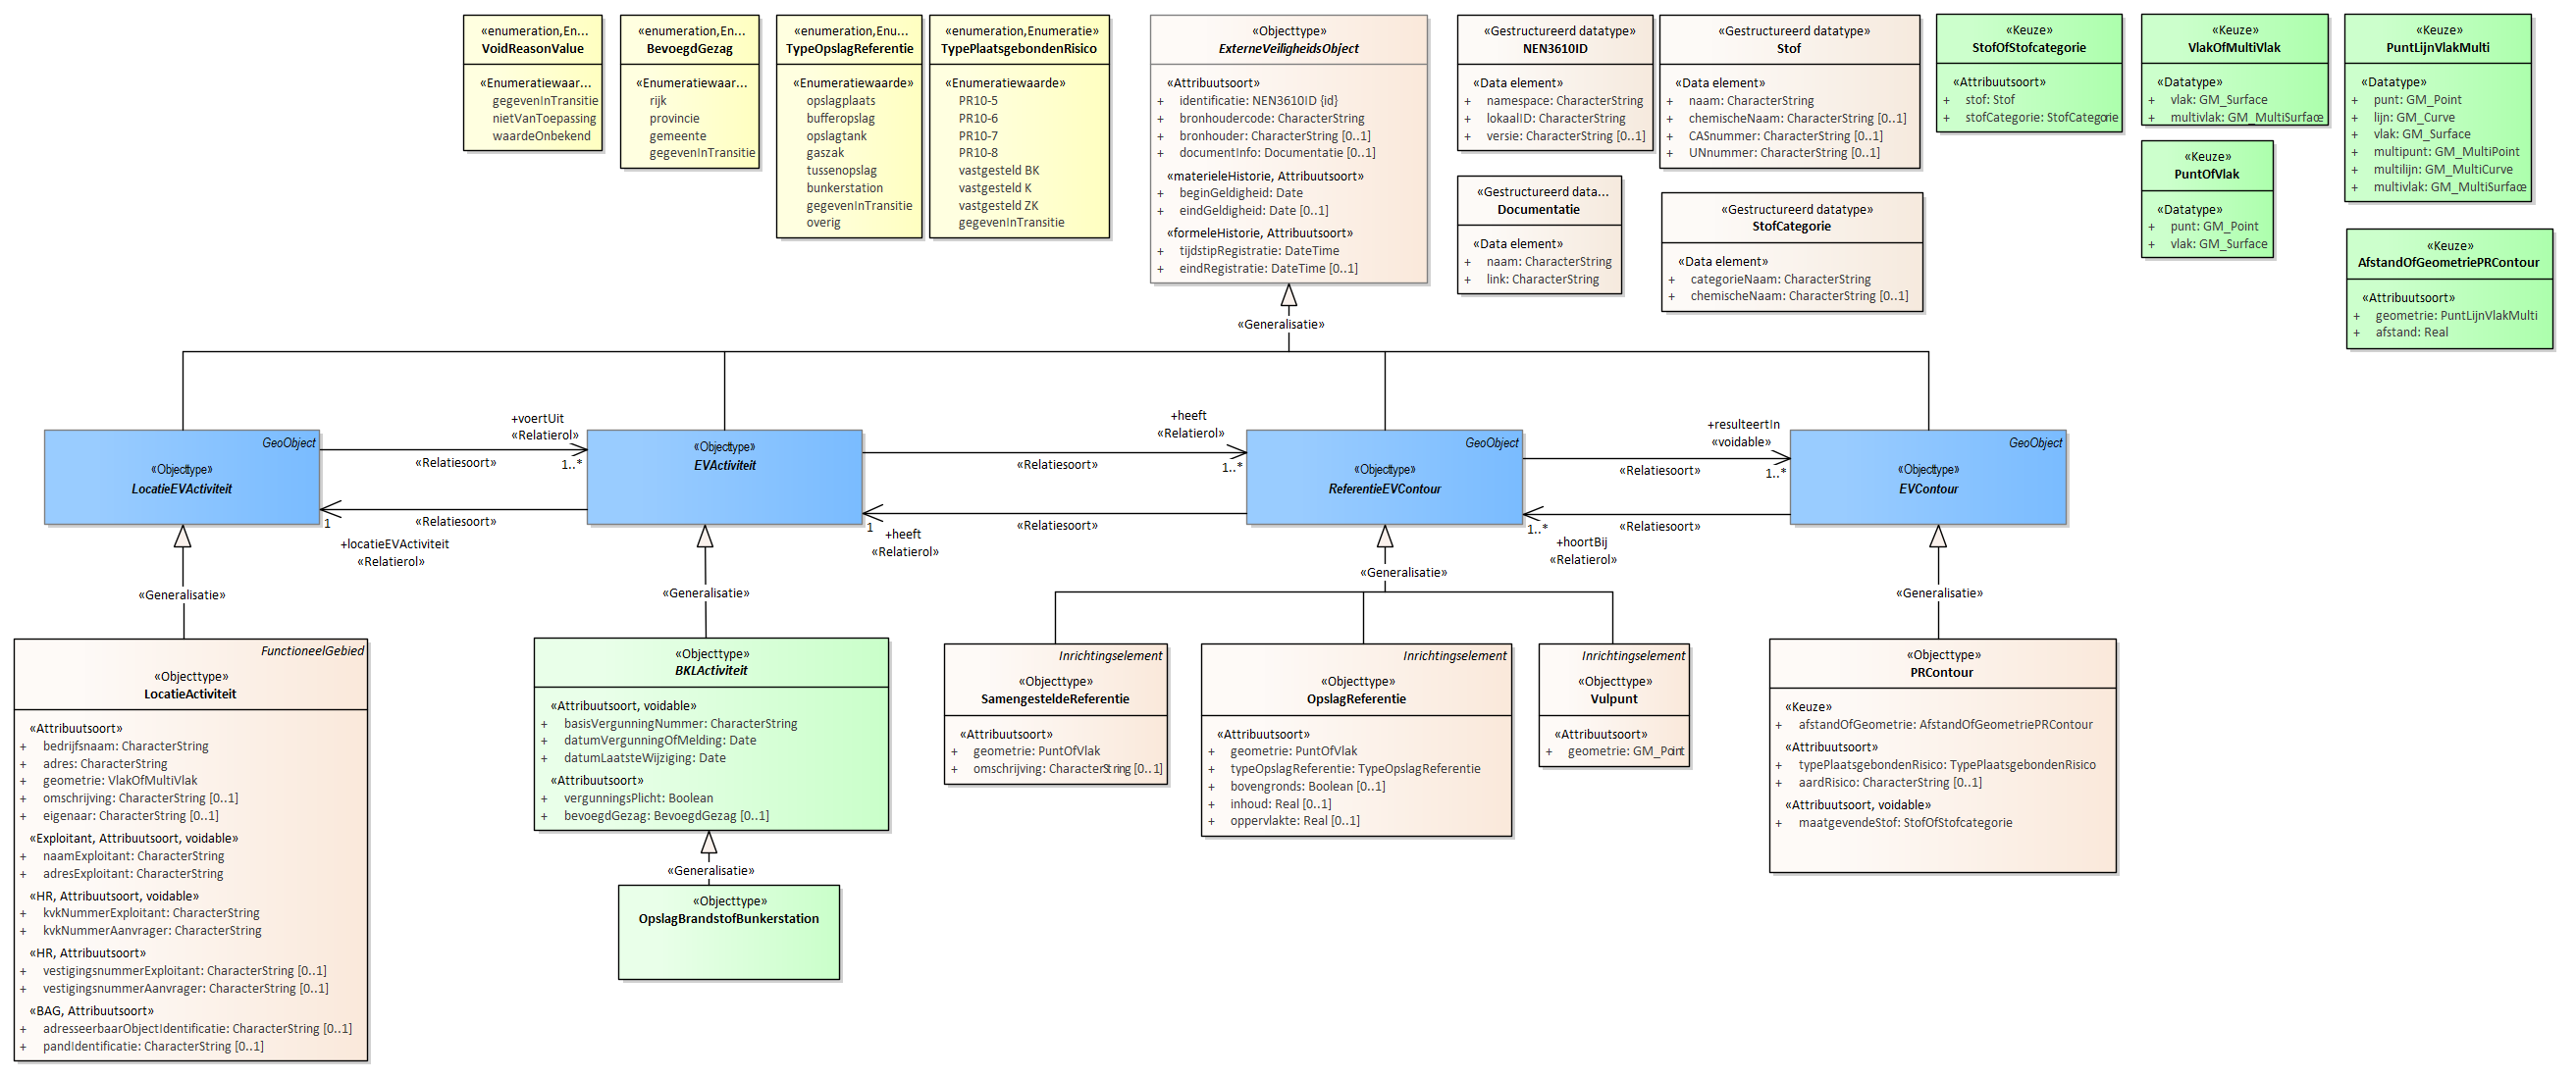 «enumeration,En...
VoidReasonValue
«Enumeratiewaar...
gegevenInTransitie
nietVanToepassing
waardeOnbekend
«enumeration,En...
BevoegdGezag
«Enumeratiewaar...
rijk
provincie
gemeente
gegevenInTransitie
«enumeration,Enu...
TypeOpslagReferentie
«Enumeratiewaarde»
opslagplaats
bufferopslag
opslagtank
gaszak
tussenopslag
bunkerstation
gegevenInTransitie
overig
«enumeration,Enumeratie»
TypePlaatsgebondenRisico
«Enumeratiewaarde»
PR10-5
PR10-6
PR10-7
PR10-8
vastgesteld BK
vastgesteld K
vastgesteld ZK
gegevenInTransitie
«Objecttype»
ExterneVeiligheidsObject
«Attribuutsoort»
+ identificatie: NEN3610ID {id}
+ bronhoudercode: CharacterString
+ bronhouder: CharacterString [0..1]
+ documentInfo: Documentatie [0..1]
«materieleHistorie, Attribuutsoort»
+ beginGeldigheid: Date
+ eindGeldigheid: Date [0..1]
«formeleHistorie, Attribuutsoort»
+ tijdstipRegistratie: DateTime
+ eindRegistratie: DateTime [0..1]
«Gestructureerd datatype»
NEN3610ID
«Data element»
+ namespace: CharacterString
+ lokaalID: CharacterString
+ versie: CharacterString [0..1]
«Gestructureerd data...
Documentatie
«Data element»
+ naam: CharacterString
+ link: CharacterString
«Gestructureerd datatype»
Stof
«Data element»
+ naam: CharacterString
+ chemischeNaam: CharacterString [0..1]
+ CASnummer: CharacterString [0..1]
+ UNnummer: CharacterString [0..1]
«Gestructureerd datatype»
StofCategorie
«Data element»
+ categorieNaam: CharacterString
+ chemischeNaam: CharacterString [0..1]
«Keuze»
StofOfStofcategorie
«Attribuutsoort»
+ stof: Stof
+ stofCategorie: StofCategorie
«Keuze»
VlakOfMultiVlak
«Datatype»
+ vlak: GM_Surface
+ multivlak: GM_MultiSurface
«Keuze»
PuntOfVlak
«Datatype»
+ punt: GM_Point
+ vlak: GM_Surface
«Keuze»
PuntLijnVlakMulti
«Datatype»
+ punt: GM_Point
+ lijn: GM_Curve
+ vlak: GM_Surface
+ multipunt: GM_MultiPoint
+ multilijn: GM_MultiCurve
+ multivlak: GM_MultiSurface
«Keuze»
AfstandOfGeometriePRContour
«Attribuutsoort»
+ geometrie: PuntLijnVlakMulti
+ afstand: Real
«Generalisatie»
GeoObject
«Objecttype»
LocatieEVActiviteit
+voertUit
«Relatierol»
«Relatiesoort»
1..*
«Relatiesoort»
1
+locatieEVActiviteit
«Relatierol»
«Objecttype»
EVActiviteit
+heeft
«Relatierol»
«Relatiesoort»
1..*
«Relatiesoort»
1
+heeft
«Relatierol»
GeoObject
«Objecttype»
ReferentieEVContour
+resulteertIn
«voidable»
«Relatiesoort»
1..*
«Relatiesoort»
1..*
+hoortBij
«Relatierol»
GeoObject
«Objecttype»
EVContour
«Generalisatie»
«Generalisatie»
«Generalisatie»
«Generalisatie»
FunctioneelGebied
«Objecttype»
LocatieActiviteit
«Attribuutsoort»
+ bedrijfsnaam: CharacterString
+ adres: CharacterString
+ geometrie: VlakOfMultiVlak
+ omschrijving: CharacterString [0..1]
+ eigenaar: CharacterString [0..1]
«Exploitant, Attribuutsoort, voidable»
+ naamExploitant: CharacterString
+ adresExploitant: CharacterString
«HR, Attribuutsoort, voidable»
+ kvkNummerExploitant: CharacterString
+ kvkNummerAanvrager: CharacterString
«HR, Attribuutsoort»
+ vestigingsnummerExploitant: CharacterString [0..1]
+ vestigingsnummerAanvrager: CharacterString [0..1]
«BAG, Attribuutsoort»
+ adresseerbaarObjectIdentificatie: CharacterString [0..1]
+ pandIdentificatie: CharacterString [0..1]
«Objecttype»
BKLActiviteit
«Attribuutsoort, voidable»
+ basisVergunningNummer: CharacterString
+ datumVergunningOfMelding: Date
+ datumLaatsteWijziging: Date
«Attribuutsoort»
+ vergunningsPlicht: Boolean
+ bevoegdGezag: BevoegdGezag [0..1]
«Generalisatie»
«Objecttype»
OpslagBrandstofBunkerstation
Inrichtingselement
«Objecttype»
SamengesteldeReferentie
«Attribuutsoort»
+ geometrie: PuntOfVlak
+ omschrijving: CharacterString [0..1]
Inrichtingselement
«Objecttype»
OpslagReferentie
«Attribuutsoort»
+ geometrie: PuntOfVlak
+ typeOpslagReferentie: TypeOpslagReferentie
+ bovengronds: Boolean [0..1]
+ inhoud: Real [0..1]
+ oppervlakte: Real [0..1]
Inrichtingselement
«Objecttype»
Vulpunt
«Attribuutsoort»
+ geometrie: GM_Point
«Objecttype»
PRContour
«Keuze»
+ afstandOfGeometrie: AfstandOfGeometriePRContour
«Attribuutsoort»
+ typePlaatsgebondenRisico: TypePlaatsgebondenRisico
+ aardRisico: CharacterString [0..1]
«Attribuutsoort, voidable»
+ maatgevendeStof: StofOfStofcategorie